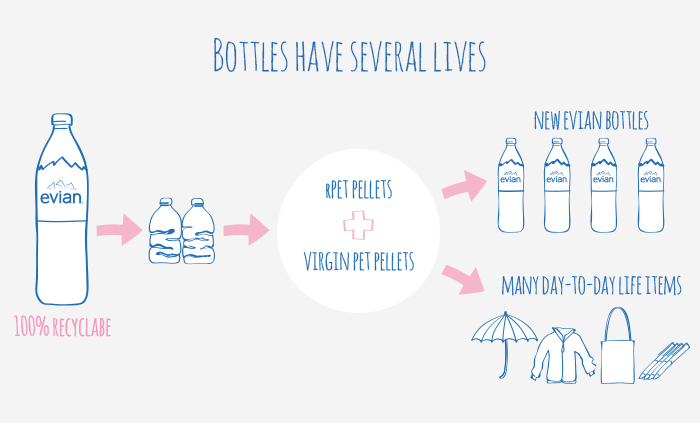 BOTTLES HAVE SEVERAL LIVES
evian.
100% RECYCLABE
rPET PELLETS
VIRGIN PET PELLETS
NEW EVIAN BOTTLES
evian.
evian.
evian.
evian.
MANY DAY-TO-DAY LIFE ITEMS